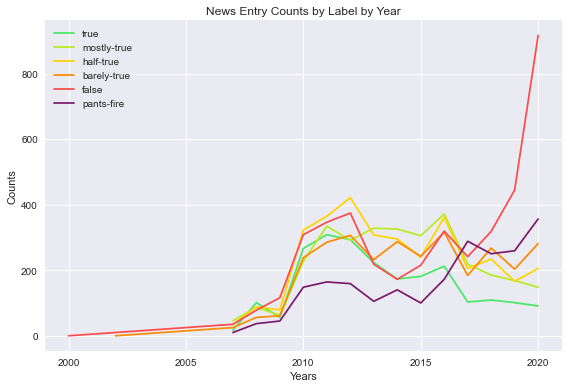 News Entry Counts by Label by Year
true
mostly-true
half-true
barely-true
false
pants-fire
Counts
800
600
400
200
0
2000
2005
2010
2015
2020
Years